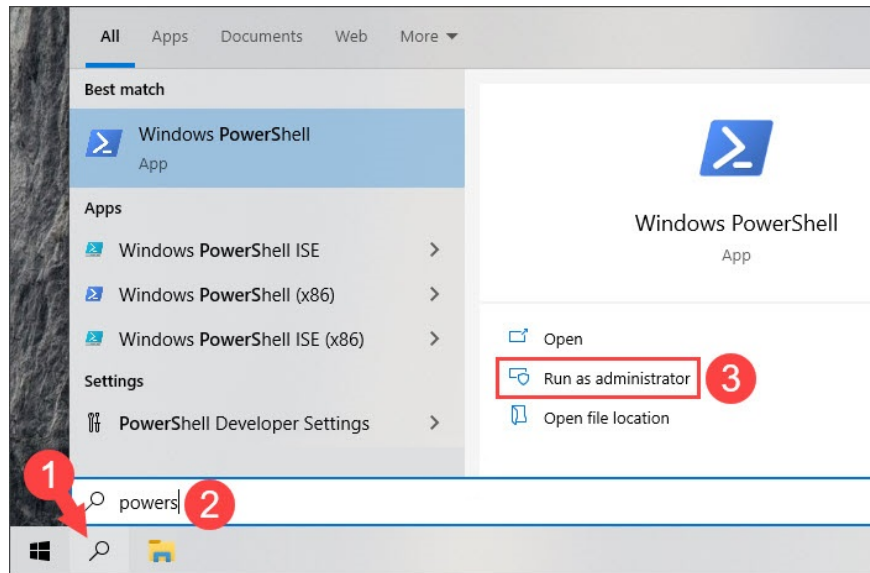 All Apps Documents Web More
Best match
Windows PowerShell
App
Apps
Windows PowerShell ISE
Windows PowerShell (x86)
Windows PowerShell ISE (x86)
Settings
PowerShell Developer Settings
Windows PowerShell
App
Open
Run as administrator 3
Open file location
1
powers 2